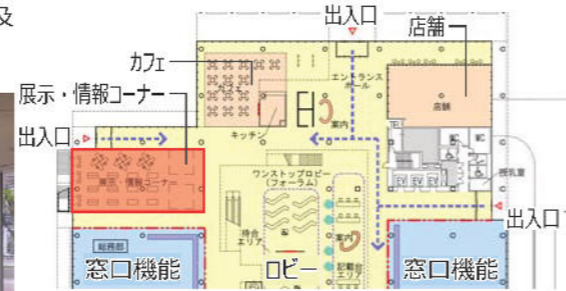 及
出入口
店舗
カフェ
カフェ
エントランス
ホール
展示・情報コーナー
店舗
案内
キッチン
出入口
ワンストップロビー
(フォーラム)
展示・情報コーナー
授乳室
出入口
案内
待合
エリア
総務部
窓口機能
ロビー
記載台
エリア
窓口機能